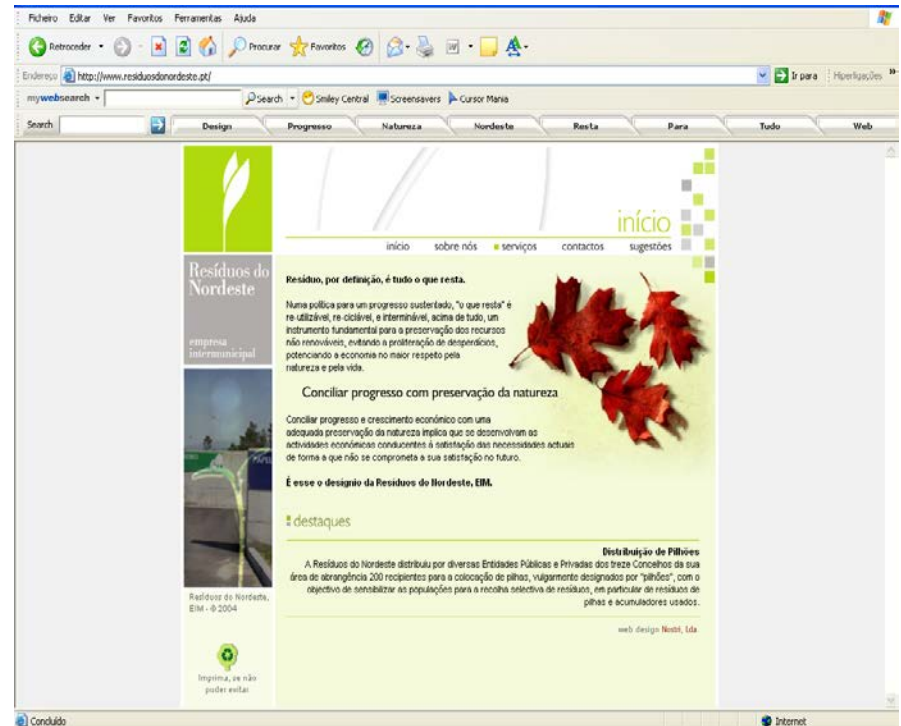 Ficheiro Editar Ver Favoritos Ferramentas Ajuda
Retroceder Procurar Favoritos
Endereço http://www.residuosdonordeste.pt/ Ir para Hiperligações »
mywebsearch Search Smiley Central Screensavers Cursor Mania
Search Design Progresso Natureza Nordeste Resta Para Tudo Web
início
início sobre nós serviços contactos sugestões
Resíduos do
Nordeste
empresa
intermunicipal
Resíduo, por definição, é tudo o que resta.
Numa política para um progresso sustentado, "o que resta" é
re-utilizável, re-ciclável, e interminável, acima de tudo, um
instrumento fundamental para a preservação dos recursos
não renováveis, evitando a proliferação de desperdícios,
potenciando a economia no maior respeito pela
natureza e pela vida.
Conciliar progresso com preservação da natureza
Conciliar progresso e crescimento económico com uma
adequada preservação da natureza implica que se desenvolvam as
actividades económicas conducentes à satisfação das necessidades actuais
de forma a que não se comprometa a sua satisfação no futuro.
É esse o desígnio da Resíduos do Nordeste, EIM.
destaques
Distribuição de Pilhões
A Resíduos do Nordeste distribuiu por diversas Entidades Públicas e Privadas dos treze Concelhos da sua
área de abrangência 200 recipientes para a colocação de pilhas, vulgarmente designados por "pilhões", com o
objectivo de sensibilizar as populações para a recolha selectiva de resíduos, em particular de resíduos de
pilhas e acumuladores usados.
web design Nostri, Lda
Resíduos do Nordeste,
EIM - © 2004
Imprima, se não
puder evitar
Concluído Internet